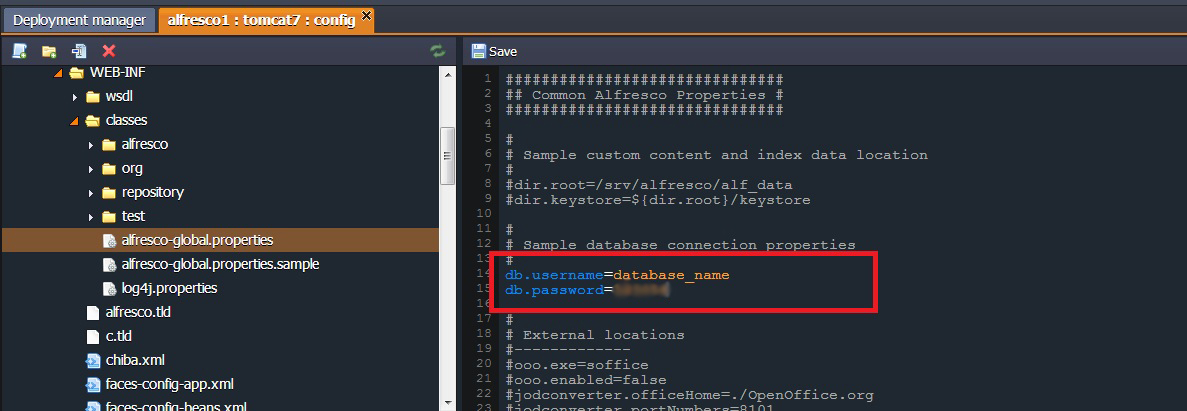 Deployment manager
alfresco1 : tomcat7 : config
Save
WEB-INF
wsdl
classes
alfresco
org
repository
test
alfresco-global.properties
alfresco-global.properties.sample
log4j.properties
alfresco.tld
c.tld
chiba.xml
faces-config-app.xml
faces-config-beans.xml
1 ###############################
2 ## Common Alfresco Properties #
3 ###############################
4
5 #
6 # Sample custom content and index data location
7 #
8 #dir.root=/srv/alfresco/alf_data
9 #dir.keystore=${dir.root}/keystore
10
11 #
12 # Sample database connection properties
13 #
14 db.username=database_name
15 db.password=
16
17 #
18 # External locations
19 #-------------
20 #ooo.exe=soffice
21 #ooo.enabled=false
22 #jodconverter.officeHome=./OpenOffice.org
23 #jodconverter.portNumbers=8101